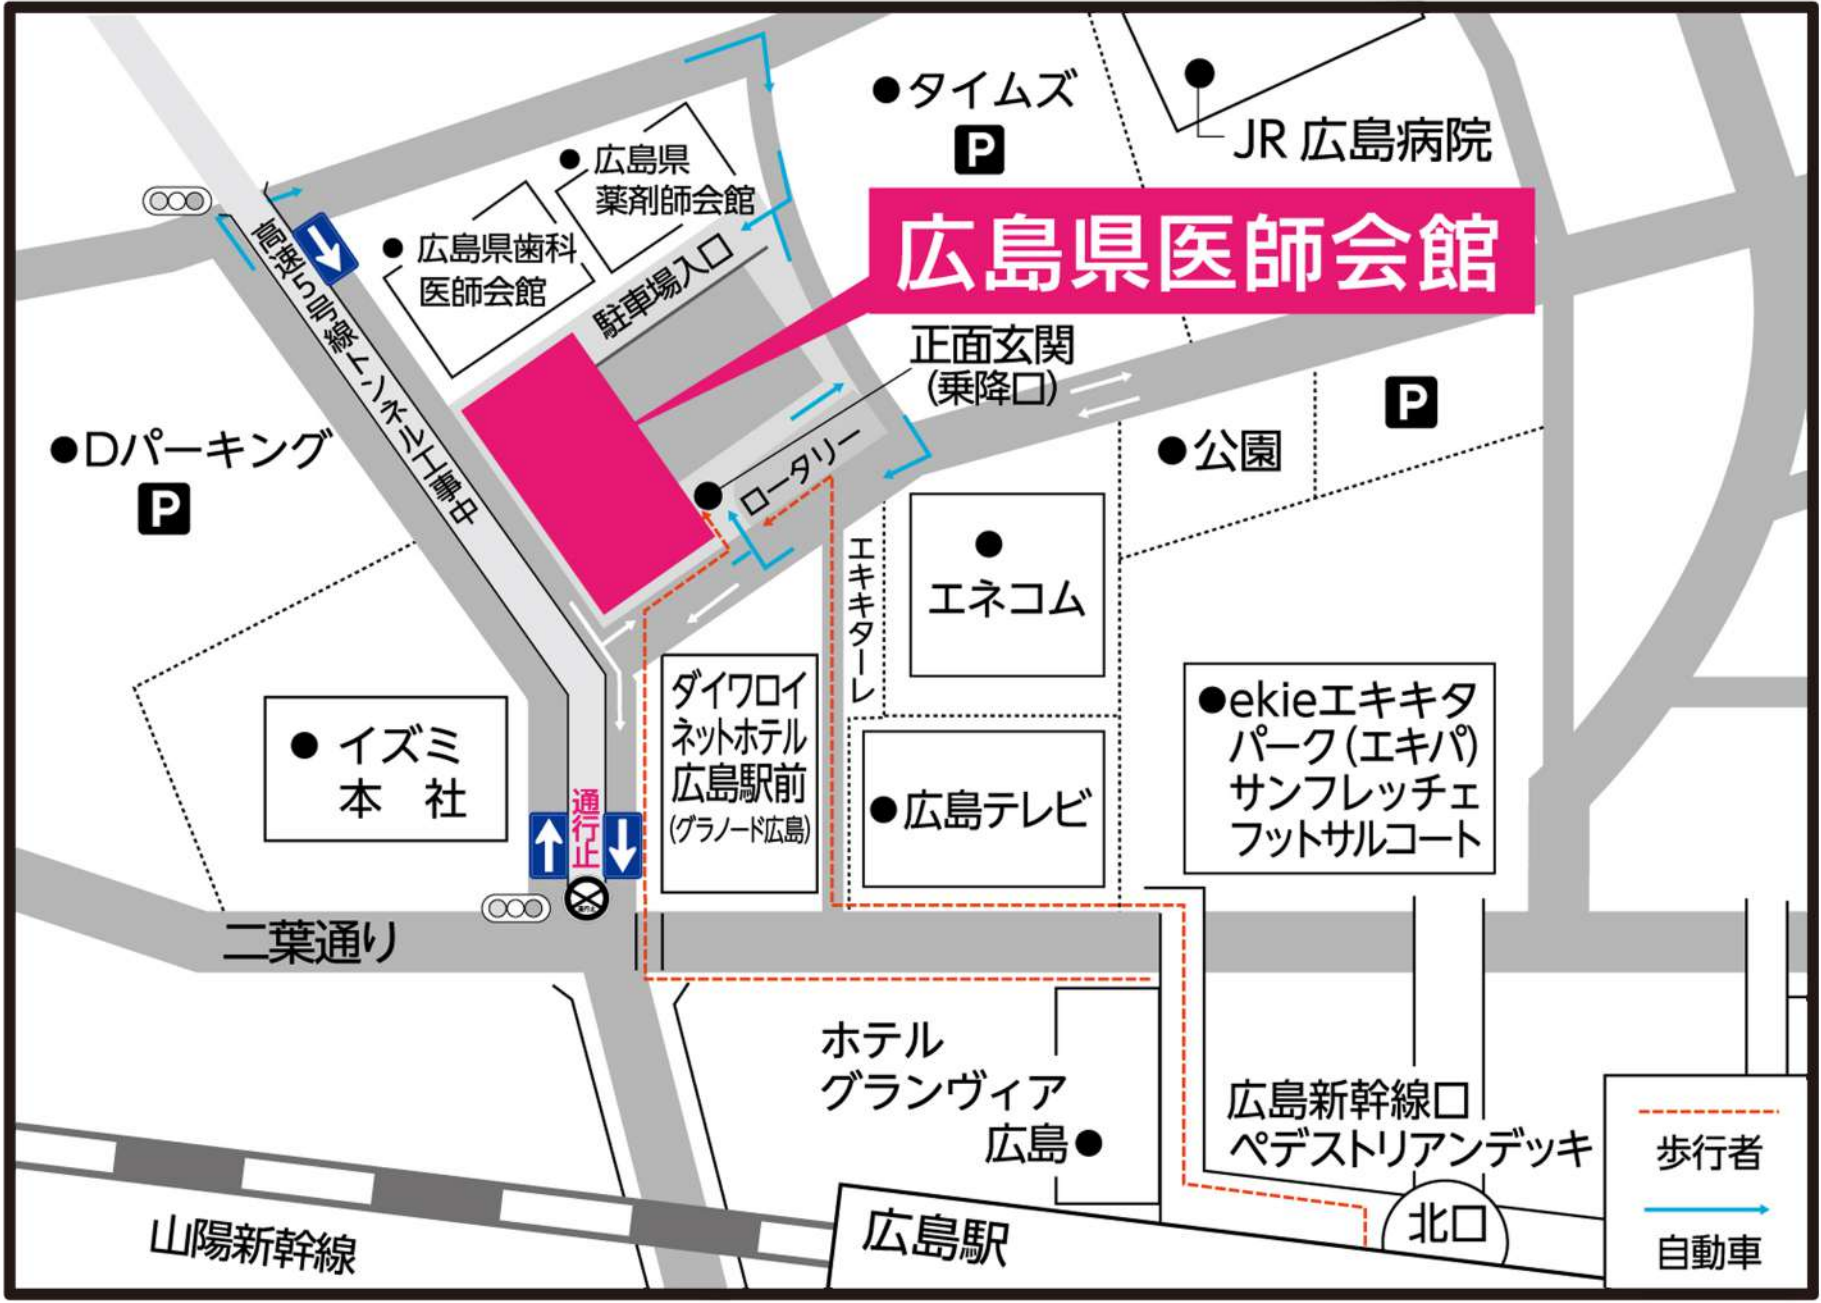 タイムズ
P
JR 広島病院
広島県
薬剤師会館
広島県歯科
医師会館
広島県医師会館
高速5号線トンネル工事中
駐車場入口
正面玄関
(乗降口)
P
Dパーキング
P
公園
ロータリー
エネコム
エキキターレ
イズミ
本 社
ダイワロイ
ネットホテル
広島駅前
(グラノード広島)
広島テレビ
ekieエキキタ
パーク(エキパ)
サンフレッチェ
フットサルコート
通行止
二葉通り
ホテル
グランヴィア
広島
広島新幹線口
ペデストリアンデッキ
歩行者
自動車
北口
広島駅
山陽新幹線